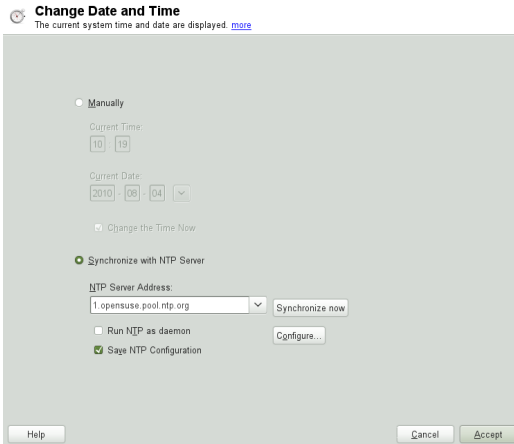 Change Date and Time
The current system time and date are displayed. more
Manually
Current Time:
10 : 19
Current Date:
2010 - 08 - 04
Change the Time Now
Synchronize with NTP Server
NTP Server Address:
1.opensuse.pool.ntp.org
Synchronize now
Run NTP as daemon
Configure...
Save NTP Configuration
Help
Cancel
Accept